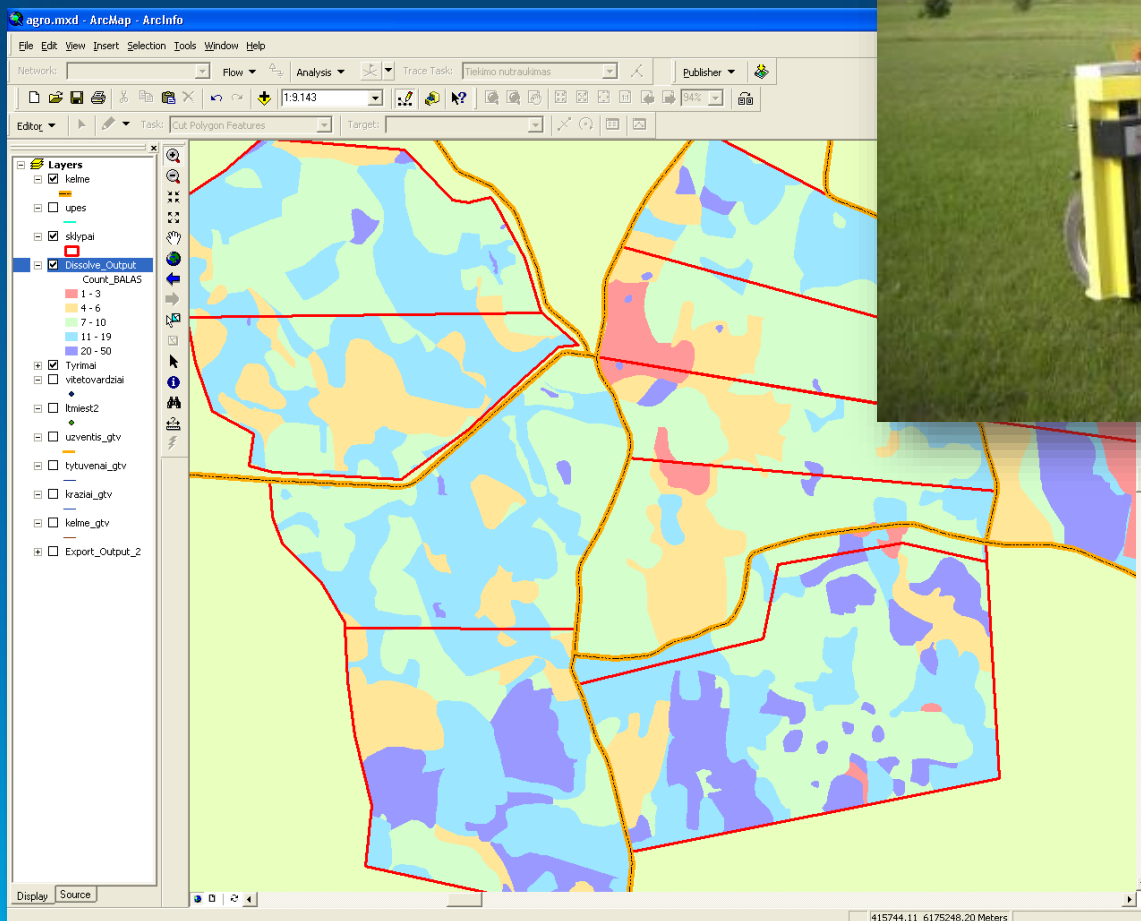 agro.mxd - ArcMap - ArcInfo
File Edit View Insert Selection Tools Window Help
Network: Flow Analysis Trace Task: Tiekimo nutraukimas Publisher
1:9.143 94%
Editor Task: Cut Polygon Features Target:
Layers
kelme
upes
sklypai
Dissolve_Output
Count_BALAS
1 - 3
4 - 6
7 - 10
11 - 19
20 - 50
Tyrimai
vitetovardziai
ltmiest2
uzventis_gtv
tytuvenai_gtv
kraziai_gtv
kelme_gtv
Export_Output_2
Display Source
415744.11 6175248.20 Meters